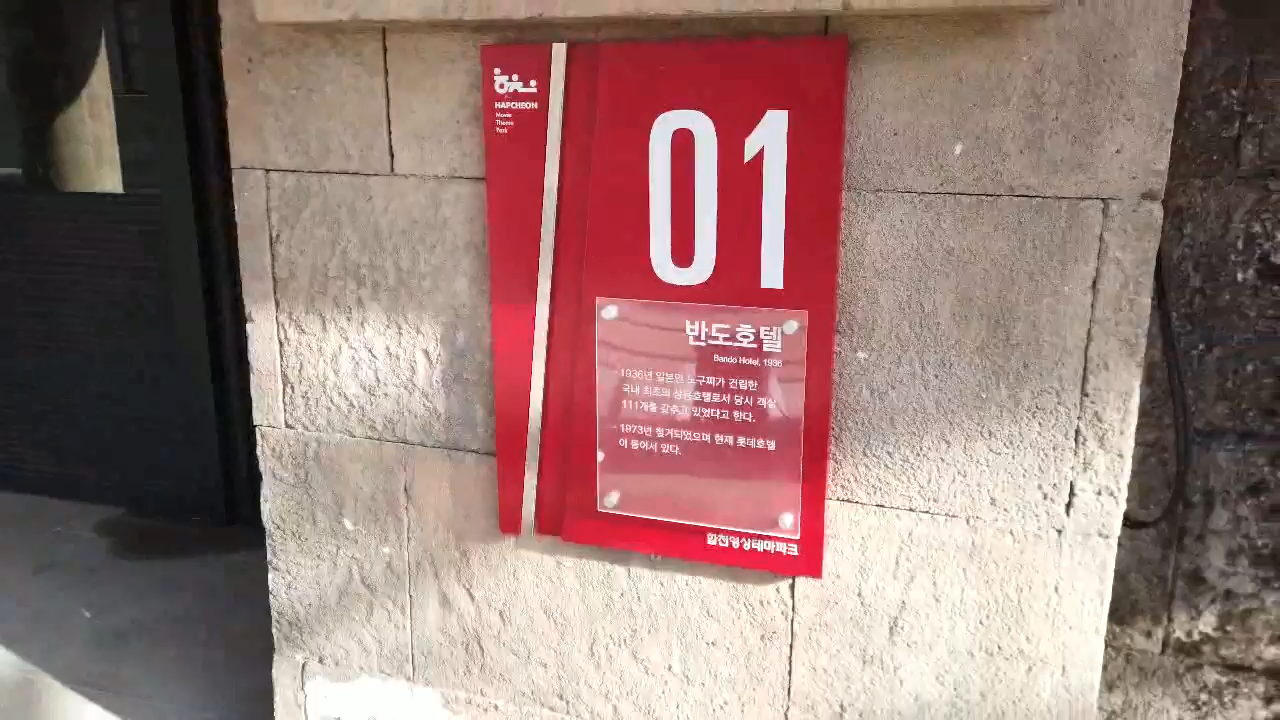 HAPCHEON
Movie
Theme
Park
01
반도호텔
Bando Hotel, 1936
1936년 일본인 노구찌가 건립한
국내 최초의 상용호텔로서 당시 객실
111개를 갖추고 있었다고 한다.
1973년 헐거되었으며 현재 롯데호텔
이 들어서 있다.
합천영상테마파크